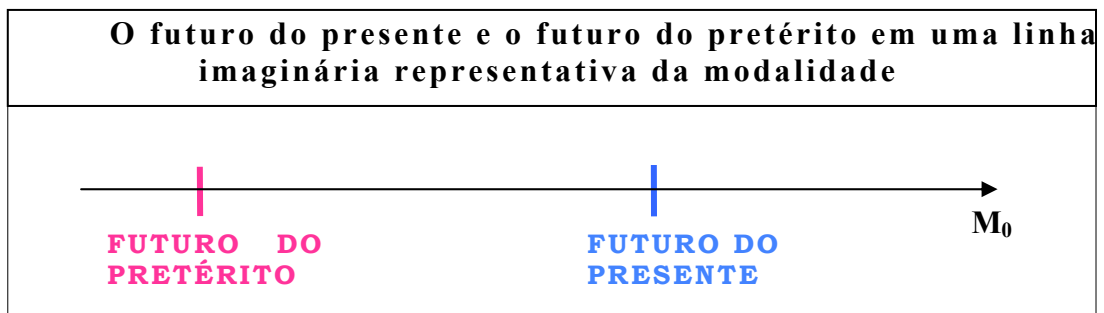 O futuro do presente e o futuro do pretérito em uma linha
imaginária representativa da modalidade
M₀
FUTURO DO
PRETÉRITO
FUTURO DO
PRESENTE